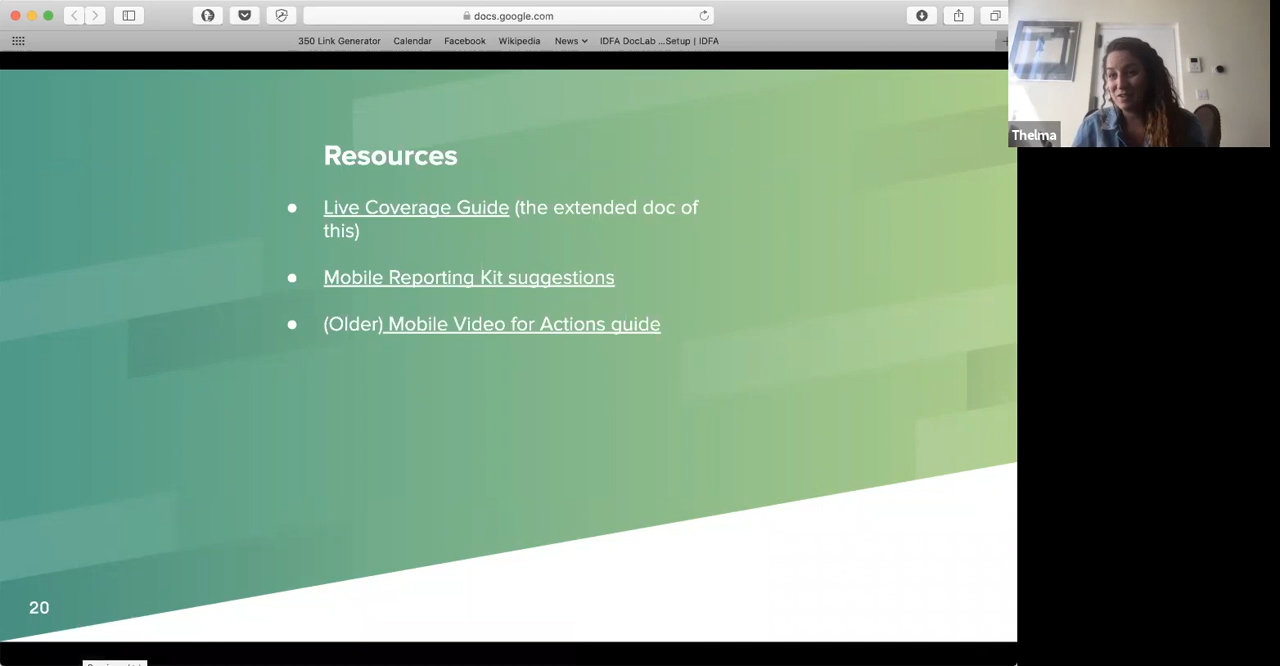 docs.google.com
350 Link Generator Calendar Facebook Wikipedia News IDFA DocLab ...Setup | IDFA
Thelma
Resources
Live Coverage Guide (the extended doc of
this)
Mobile Reporting Kit suggestions
(Older) Mobile Video for Actions guide
20